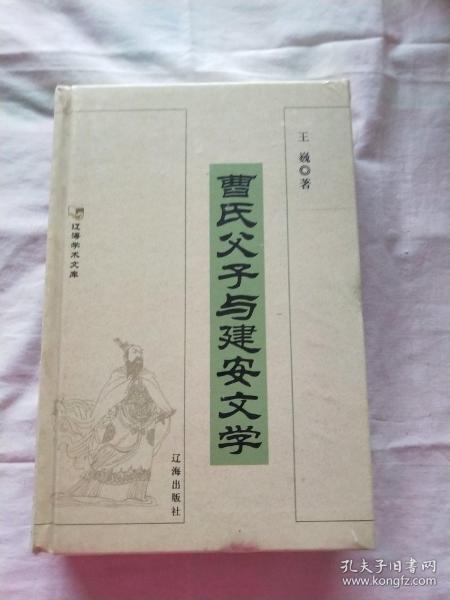 王巍◎著
曹氏父子与建安文学
辽海学术文库
辽海出版社
孔夫子旧书网
www.kongfz.com